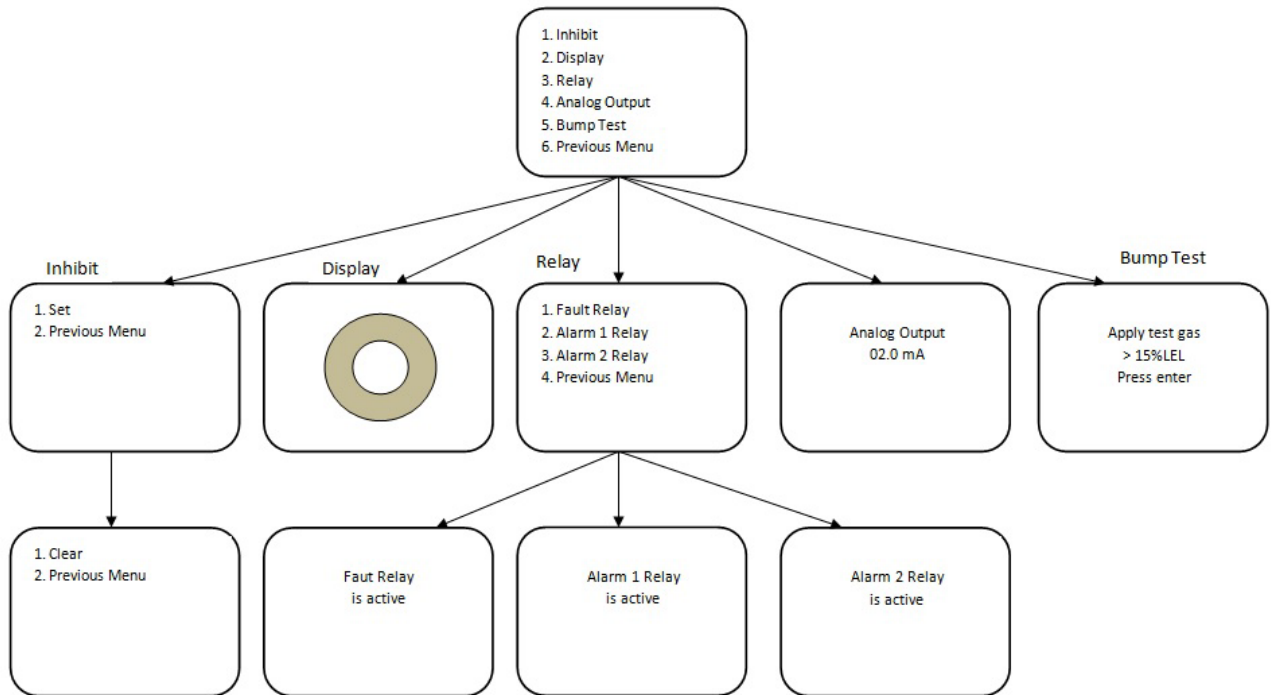 1. Inhibit
2. Display
3. Relay
4. Analog Output
5. Bump Test
6. Previous Menu
Inhibit
1. Set
2. Previous Menu
Display
Relay
1. Fault Relay
2. Alarm 1 Relay
3. Alarm 2 Relay
4. Previous Menu
Analog Output
02.0 mA
Bump Test
Apply test gas
> 15%LEL
Press enter
1. Clear
2. Previous Menu
Faut Relay
is active
Alarm 1 Relay
is active
Alarm 2 Relay
is active